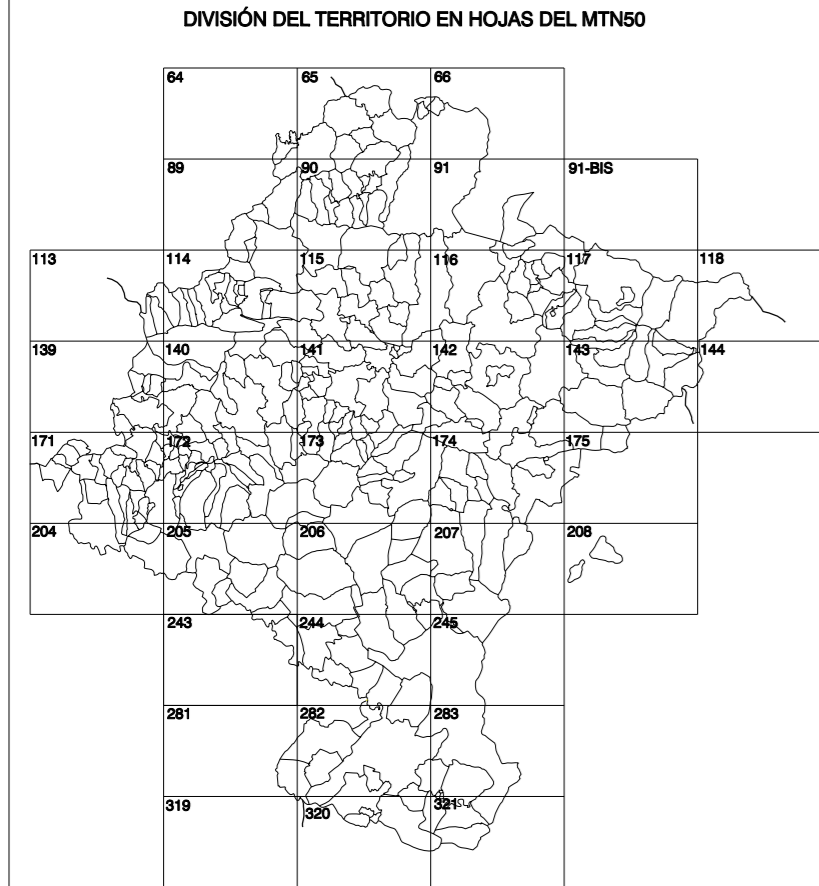 DIVISIÓN DEL TERRITORIO EN HOJAS DEL MTN50
64 65 66
89 90 91 91-BIS
113 114 115 116 117 118
139 140 141 142 143 144
171 172 173 174 175
204 205 206 207 208
243 244 245
281 282 283
319 320 321